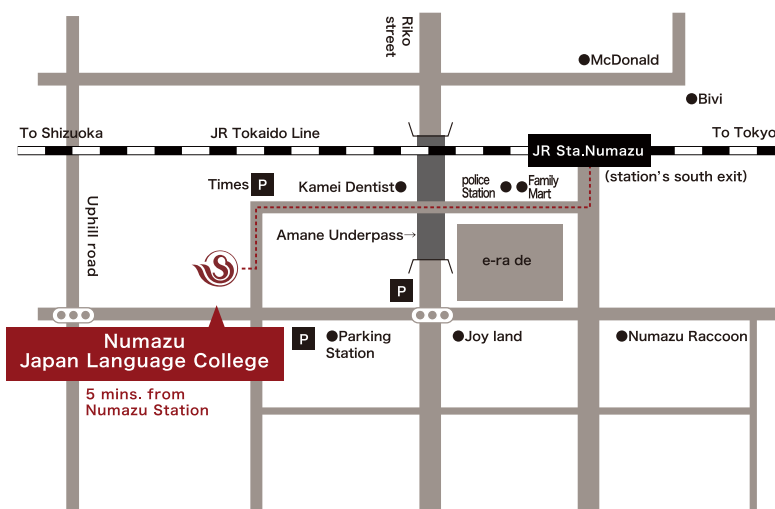 Riko
street
McDonald
Bivi
To Shizuoka
JR Tokaido Line
To Tokyo
JR Sta.Numazu
(station's south exit)
Times P
Kamei Dentist
police
Station
Family
Mart
Uphill road
Amane Underpass→
e-ra de
P
Numazu
Japan Language College
P
Parking
Station
Joy land
Numazu Raccoon
5 mins. from
Numazu Station